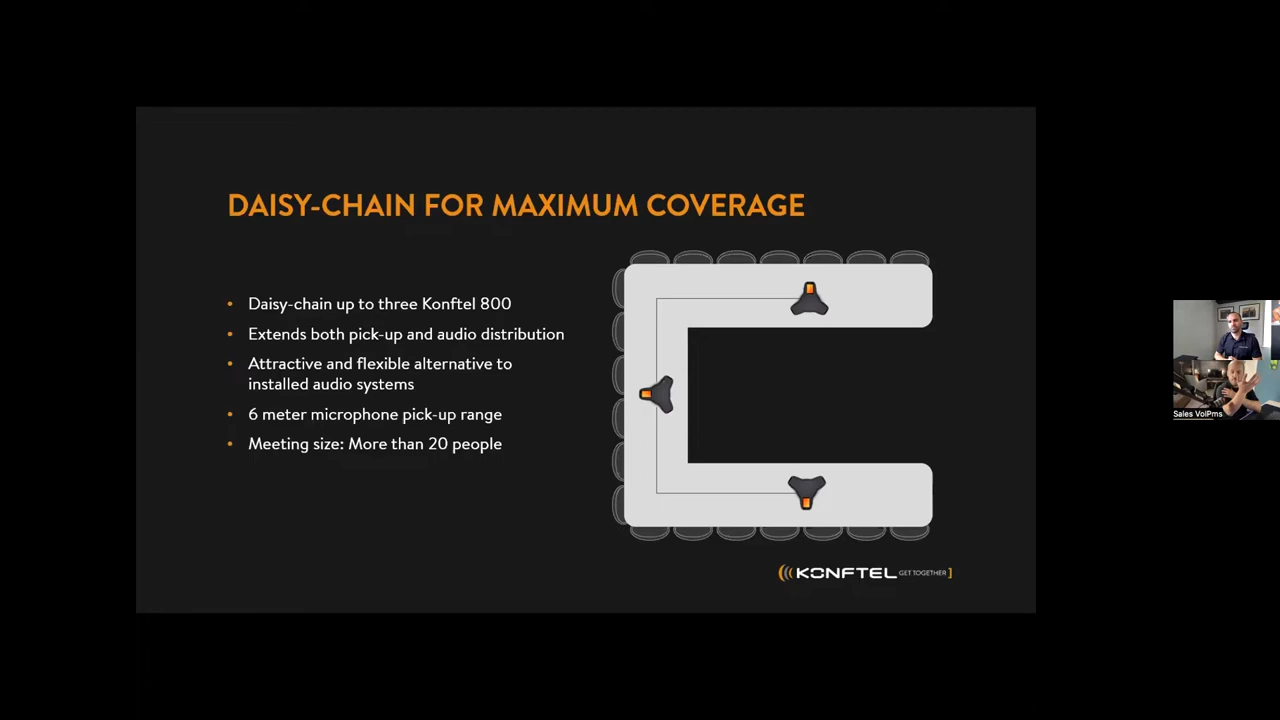 DAISY-CHAIN FOR MAXIMUM COVERAGE
• Daisy-chain up to three Konftel 800
• Extends both pick-up and audio distribution
• Attractive and flexible alternative to
installed audio systems
• 6 meter microphone pick-up range
• Meeting size: More than 20 people
KONFTEL GET TOGETHER
Sales VoIPms